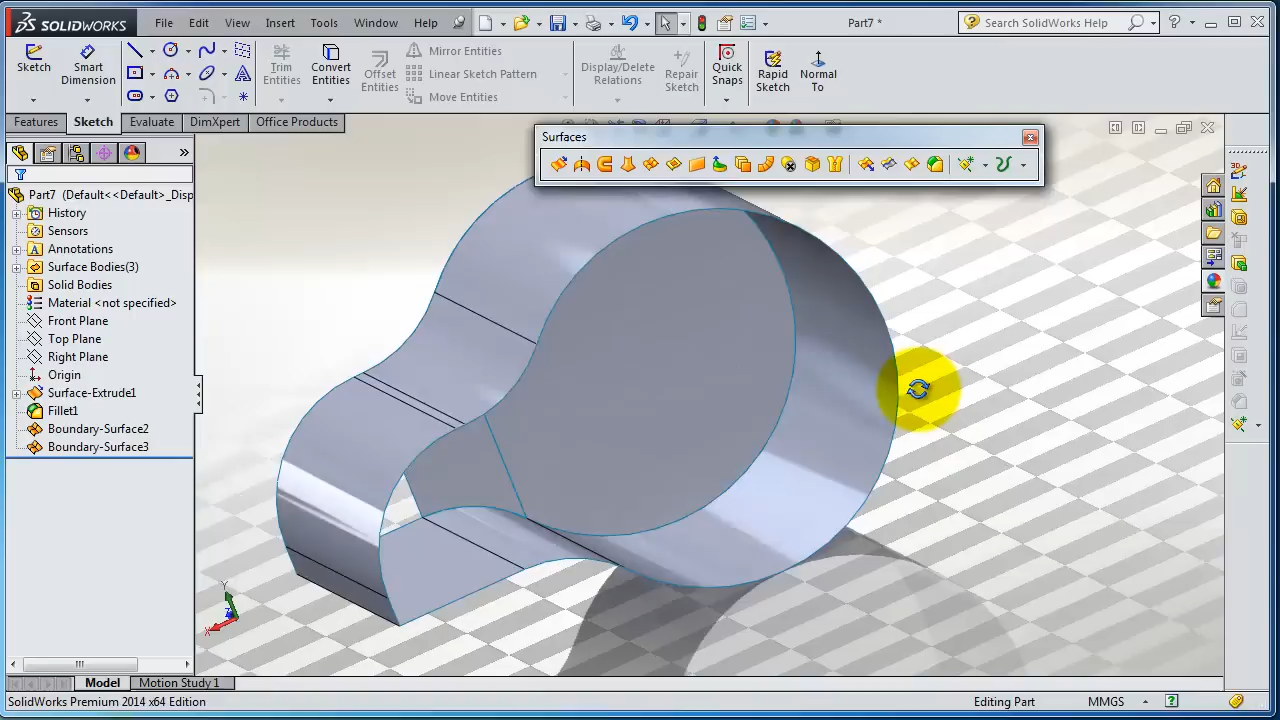 SOLIDWORKS File Edit View Insert Tools Window Help Part7 * Search SolidWorks Help
Sketch Smart Dimension Trim Entities Convert Entities Offset Entities Mirror Entities Linear Sketch Pattern Move Entities Display/Delete Relations Repair Sketch Quick Snaps Rapid Sketch Normal To
Features Sketch Evaluate DimXpert Office Products
Surfaces
Part7 (Default<<Default>_Disp
History
Sensors
Annotations
Surface Bodies(3)
Solid Bodies
Material <not specified>
Front Plane
Top Plane
Right Plane
Origin
Surface-Extrude1
Fillet1
Boundary-Surface2
Boundary-Surface3
Y
X
Z
Model Motion Study 1
SolidWorks Premium 2014 x64 Edition Editing Part MMGS